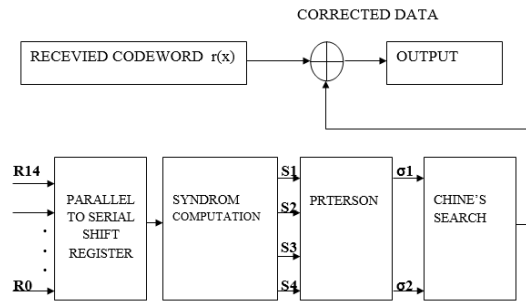 CORRECTED DATA
RECEVIED CODEWORD r(x)
OUTPUT
R14
R0
PARALLEL
TO SERIAL
SHIFT
REGISTER
SYNDROM
COMPUTATION
S1
S2
S3
S4
PRTERSON
σ1
σ2
CHINE'S
SEARCH